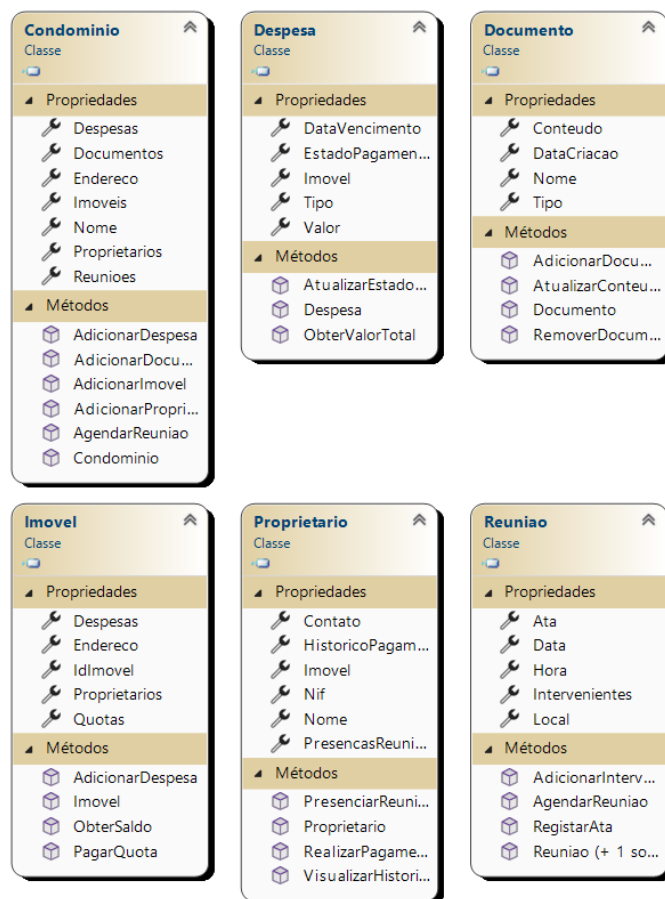 Condominio
Classe
Propriedades
Despesas
Documentos
Endereco
Imoveis
Nome
Proprietarios
Reunioes
Métodos
AdicionarDespesa
AdicionarDocu...
AdicionarImovel
AdicionarPropri...
AgendarReuniao
Condominio
Despesa
Classe
Propriedades
DataVencimento
EstadoPagamen...
Imovel
Tipo
Valor
Métodos
AtualizarEstado...
Despesa
ObterValorTotal
Documento
Classe
Propriedades
Conteudo
DataCriacao
Nome
Tipo
Métodos
AdicionarDocu...
AtualizarConteu...
Documento
RemoverDocum...
Imovel
Classe
Propriedades
Despesas
Endereco
IdImovel
Proprietarios
Quotas
Métodos
AdicionarDespesa
Imovel
ObterSaldo
PagarQuota
Proprietario
Classe
Propriedades
Contato
HistoricoPagam...
Imovel
Nif
Nome
PresencasReuni...
Métodos
PresenciarReuni...
Proprietario
RealizarPagame...
VisualizarHistori...
Reuniao
Classe
Propriedades
Ata
Data
Hora
Intervenientes
Local
Métodos
AdicionarInterv...
AgendarReuniao
RegistarAta
Reuniao (+ 1 so...